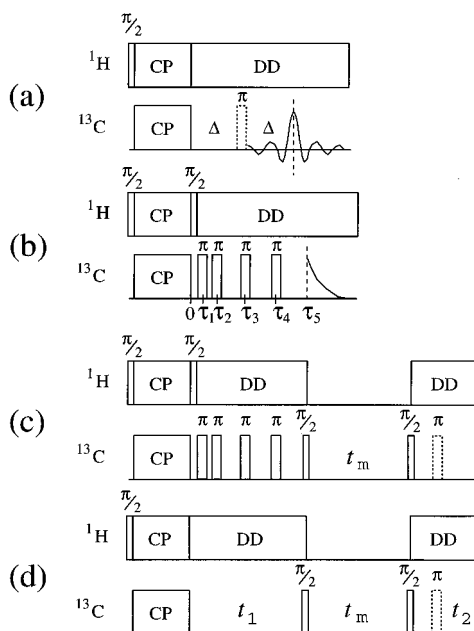 π/2
¹H CP DD
(a)
π
¹³C CP Δ Δ
π/2 π/2
¹H CP DD
(b)
π π π π
¹³C CP
0 τ₁ τ₂ τ₃ τ₄ τ₅
π/2 π/2
¹H CP DD DD
(c)
π π π π π/2 π/2 π
¹³C CP tₘ
π/2
¹H CP DD DD
(d)
π/2 π/2 π
¹³C CP t₁ tₘ t₂